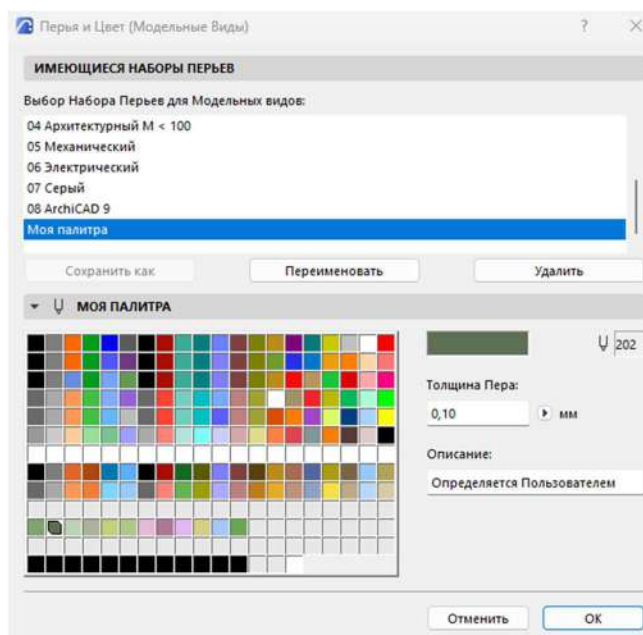 Перья и Цвет (Модельные Виды)
ИМЕЮЩИЕСЯ НАБОРЫ ПЕРЬЕВ
Выбор Набора Перьев для Модельных видов:
04 Архитектурный М < 100
05 Механический
06 Электрический
07 Серый
08 ArchiCAD 9
Моя палитра
Сохранить как Переименовать Удалить
МОЯ ПАЛИТРА
202
Толщина Пера:
0,10 мм
Описание:
Определяется Пользователем
Отменить OK